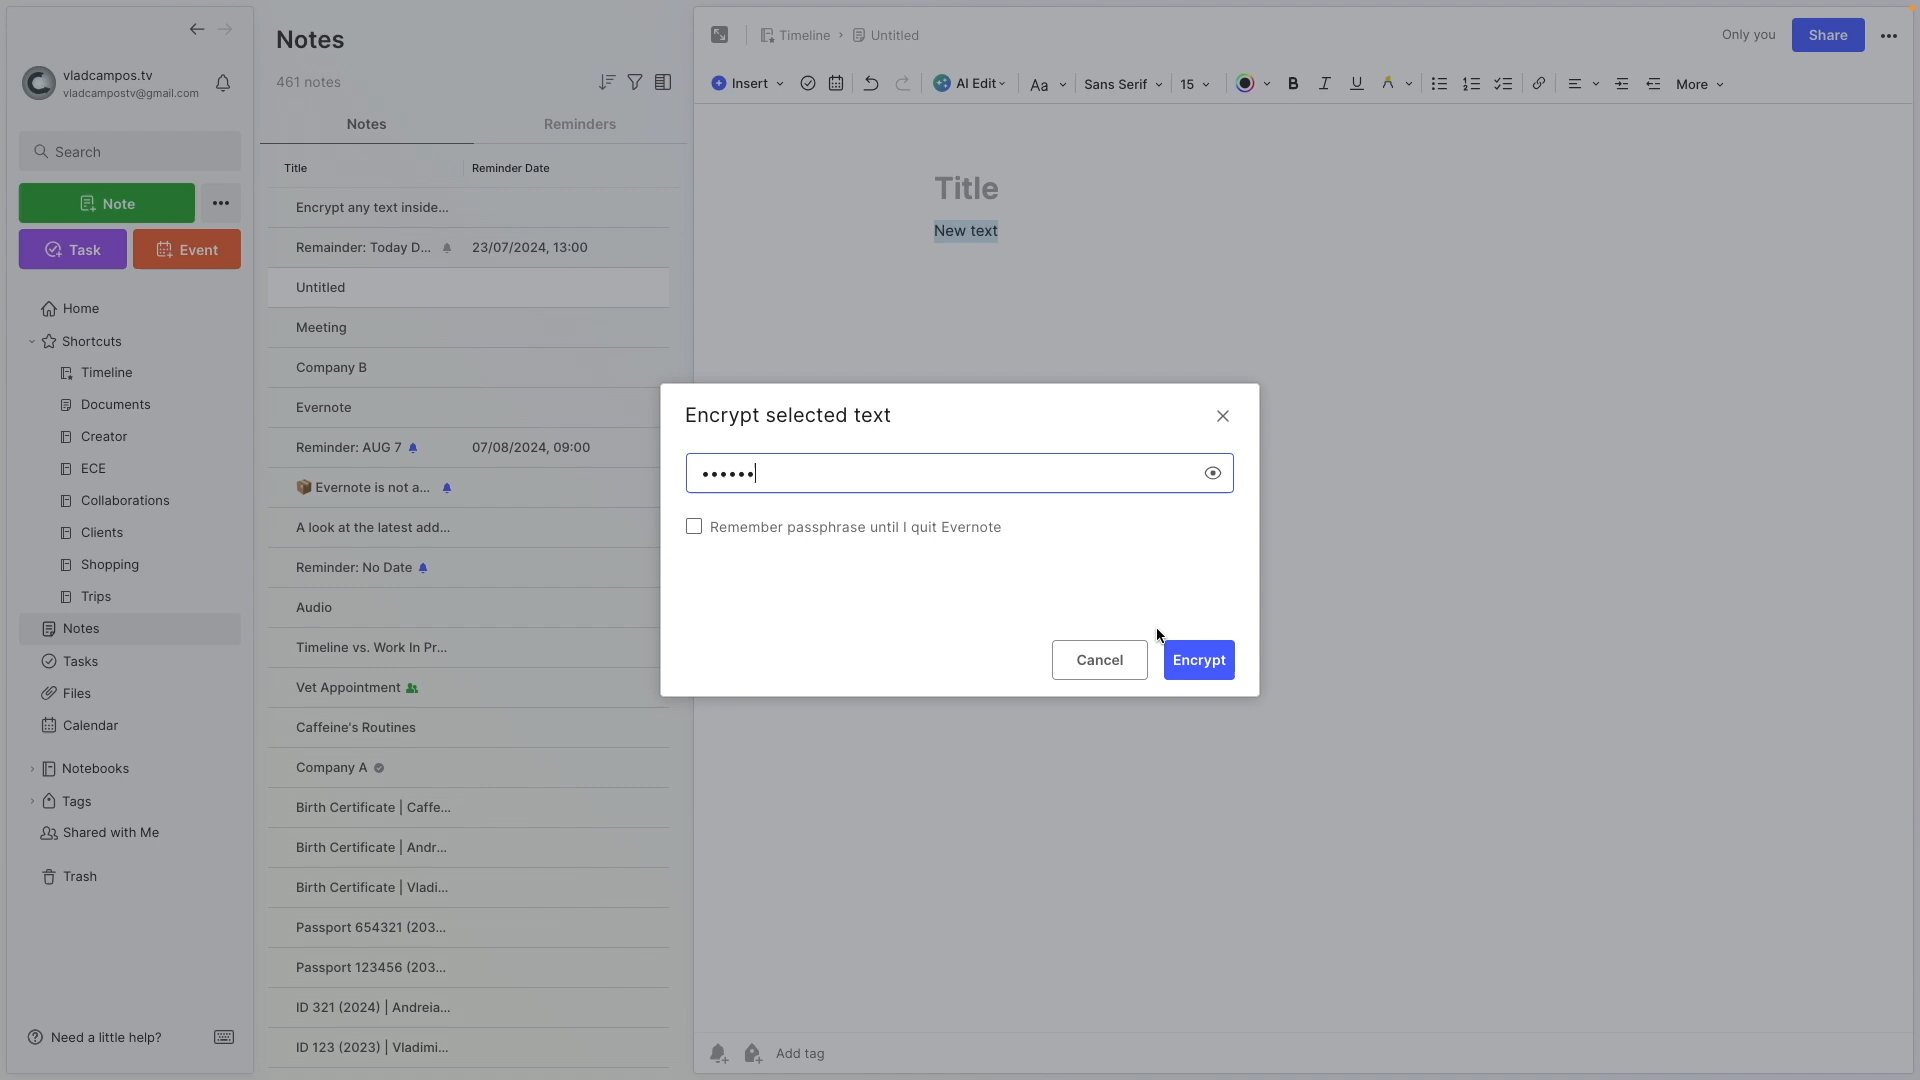 vladcampos.tv
vladcampostv@gmail.com
Search
Note
Task
Event
Home
Shortcuts
Timeline
Documents
Creator
ECE
Collaborations
Clients
Shopping
Trips
Notes
Tasks
Files
Calendar
Notebooks
Tags
Shared with Me
Trash
Need a little help?
Notes
461 notes
Notes Reminders
Title Reminder Date
Encrypt any text inside...
Remainder: Today D... 23/07/2024, 13:00
Untitled
Meeting
Company B
Evernote
Reminder: AUG 7 07/08/2024, 09:00
Evernote is not a...
A look at the latest add...
Reminder: No Date
Audio
Timeline vs. Work In Pr...
Vet Appointment
Caffeine's Routines
Company A
Birth Certificate | Caffe...
Birth Certificate | Andr...
Birth Certificate | Vladi...
Passport 654321 (203...
Passport 123456 (203...
ID 321 (2024) | Andreia...
ID 123 (2023) | Vladimi...
Timeline › Untitled
Only you Share
Insert AI Edit Aa Sans Serif 15 B I U A More
Title
New text
Encrypt selected text
••••••
Remember passphrase until I quit Evernote
Cancel Encrypt
Add tag